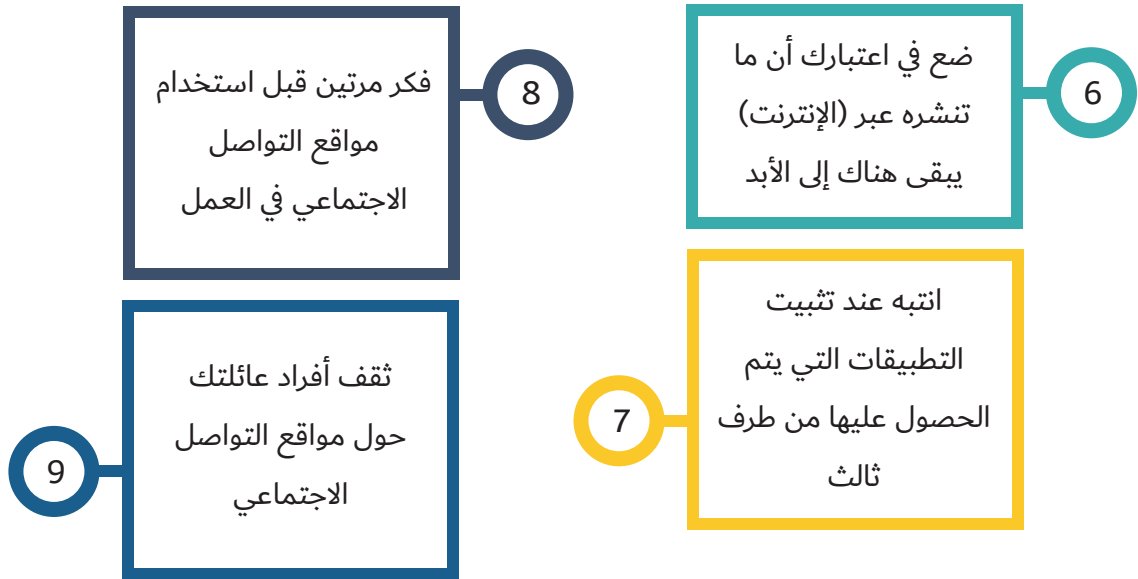 6
ضع في اعتبارك أن ما
تنشره عبر (الإنترنت)
يبقى هناك إلى الأبد
7
انتبه عند تثبيت
التطبيقات التي يتم
الحصول عليها من طرف
ثالث
8
فكر مرتين قبل استخدام
مواقع التواصل
الاجتماعي في العمل
9
ثقف أفراد عائلتك
حول مواقع التواصل
الاجتماعي